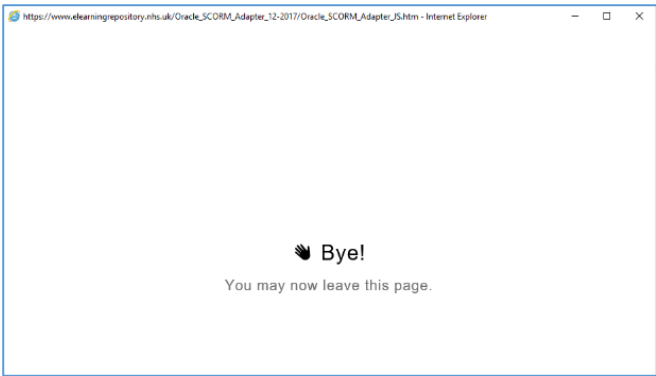 https://www.elearningrepository.nhs.uk/Oracle_SCORM_Adapter_12-2017/Oracle_SCORM_Adapter_JS.htm - Internet Explorer
👋 Bye!
You may now leave this page.